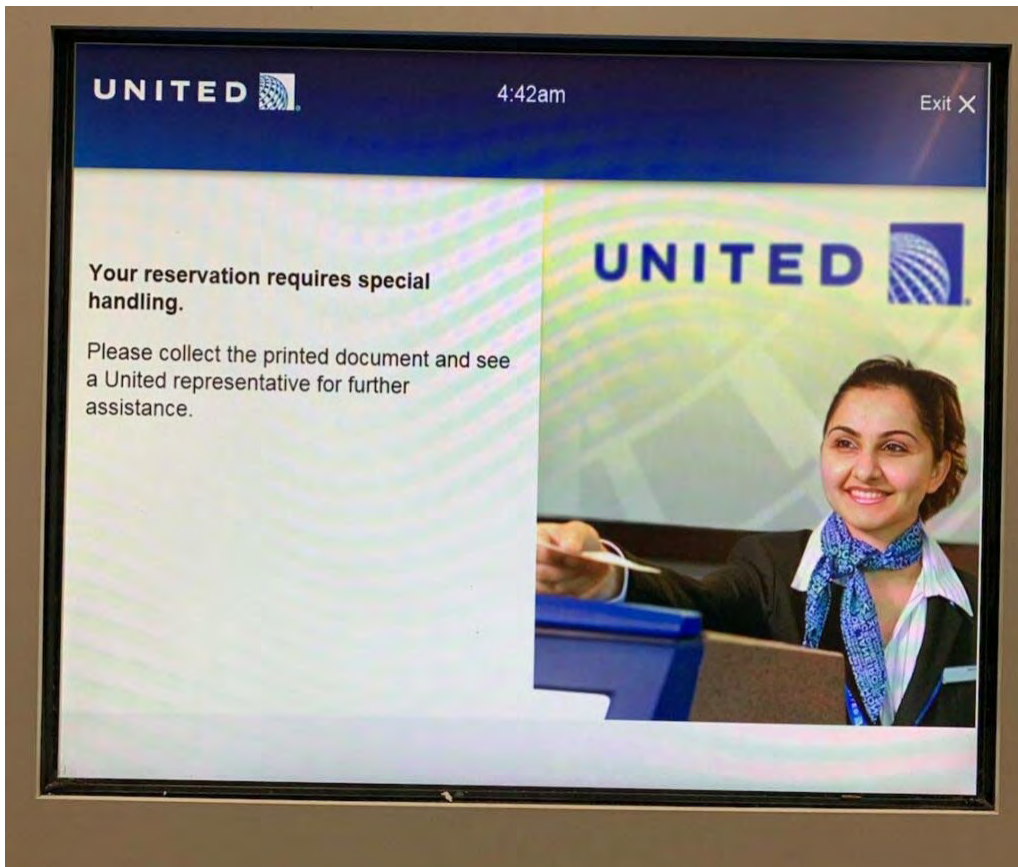 UNITED
4:42am
Exit X
Your reservation requires special
handling.
Please collect the printed document and see
a United representative for further
assistance.
UNITED